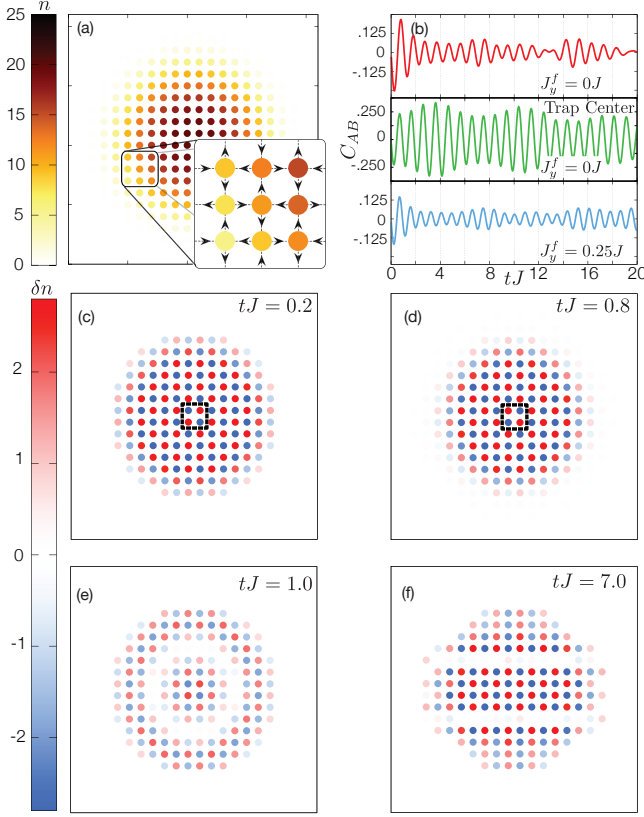 n
25
20
15
10
5
0
(a)
(b)
.125
0
-.125
J_y^f = 0J
Trap Center
.250
0
-.250
C_{AB}
J_y^f = 0J
.125
0
-.125
J_y^f = 0.25J
0 4 8 12 16 20
tJ
δn
2
1
0
-1
-2
(c)
tJ = 0.2
(d)
tJ = 0.8
(e)
tJ = 1.0
(f)
tJ = 7.0